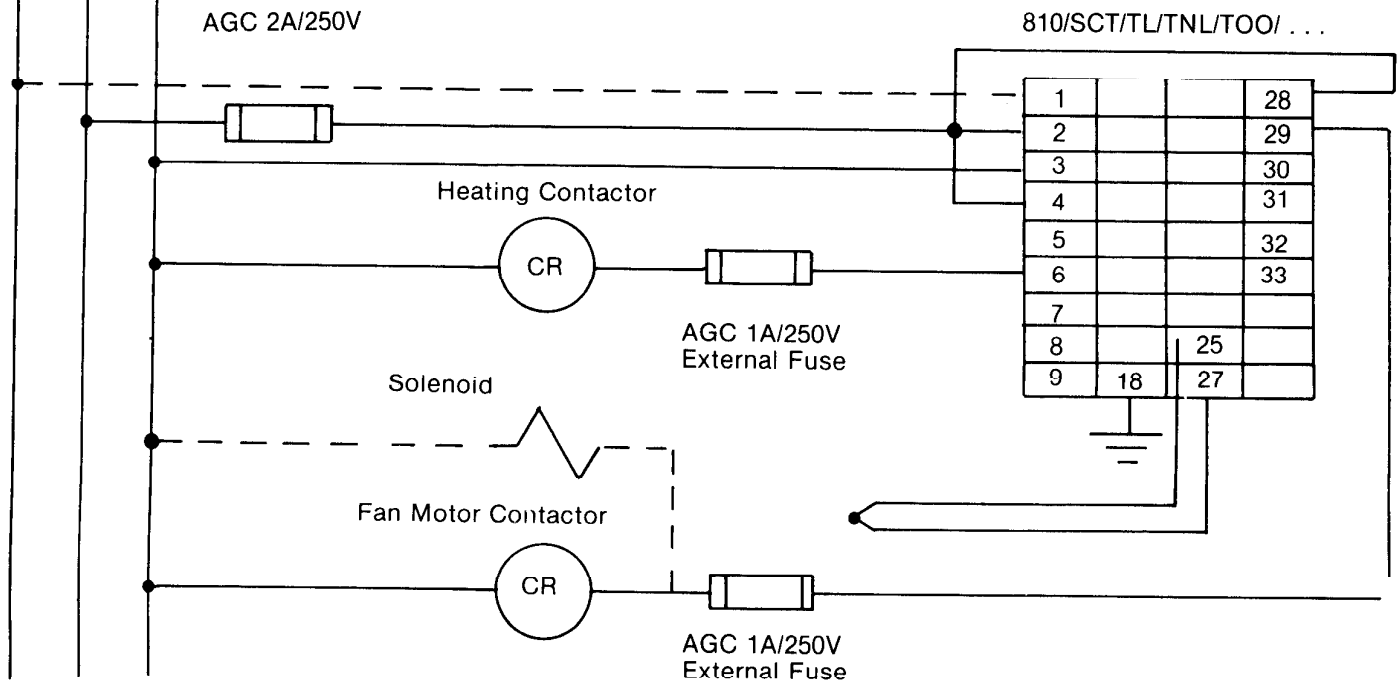 AGC 2A/250V
810/SCT/TL/TNL/TOO/ . . .
1 28
2 29
3 30
4 31
5 32
6 33
7
8 25
9 18 27
Heating Contactor
CR
AGC 1A/250V
External Fuse
Solenoid
Fan Motor Contactor
CR
AGC 1A/250V
External Fuse